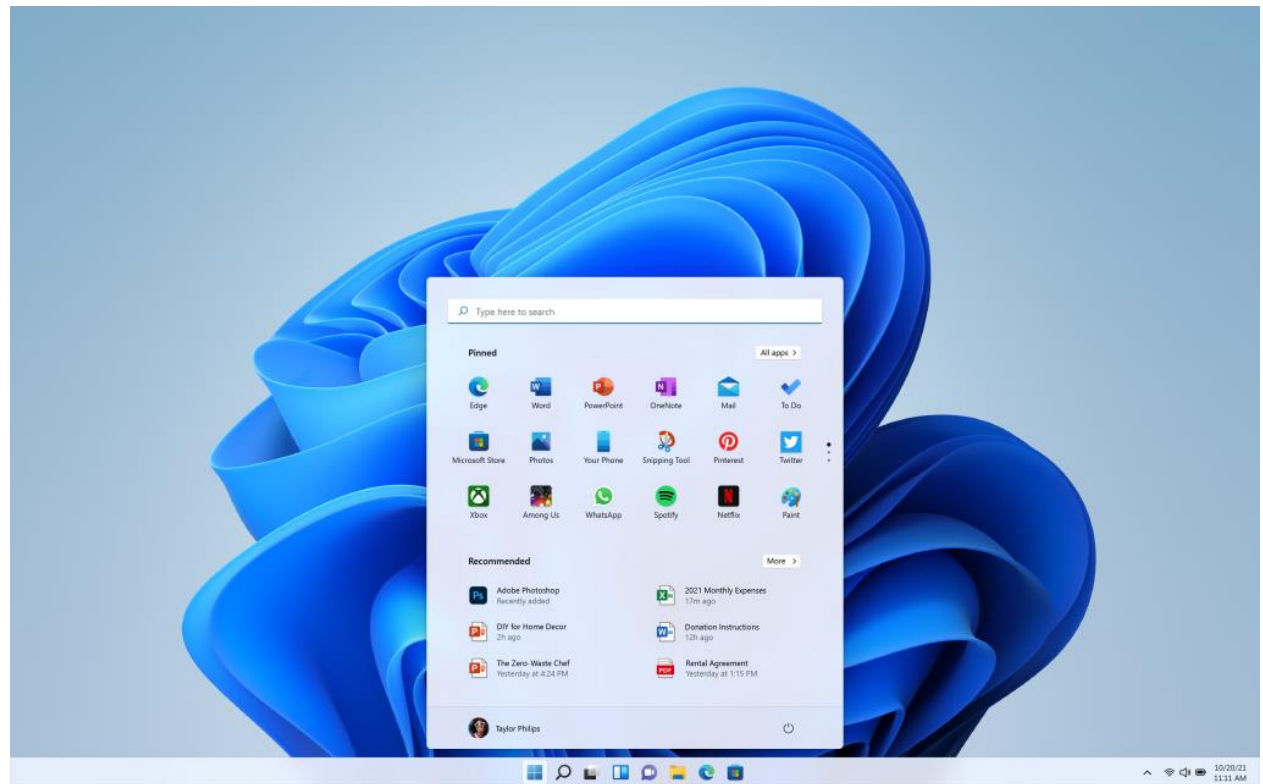 Type here to search
Pinned
All apps >
Edge Word PowerPoint OneNote Mail To Do
Microsoft Store Photos Your Phone Snipping Tool Pinterest Twitter
Xbox Among Us WhatsApp Spotify Netflix Paint
Recommended
More >
Adobe Photoshop
Recently added
2021 Monthly Expenses
17m ago
DIY for Home Decor
2h ago
Donation Instructions
12h ago
The Zero-Waste Chef
Yesterday at 4:24 PM
Rental Agreement
Yesterday at 1:15 PM
Taylor Philips
10/20/21
11:11 AM